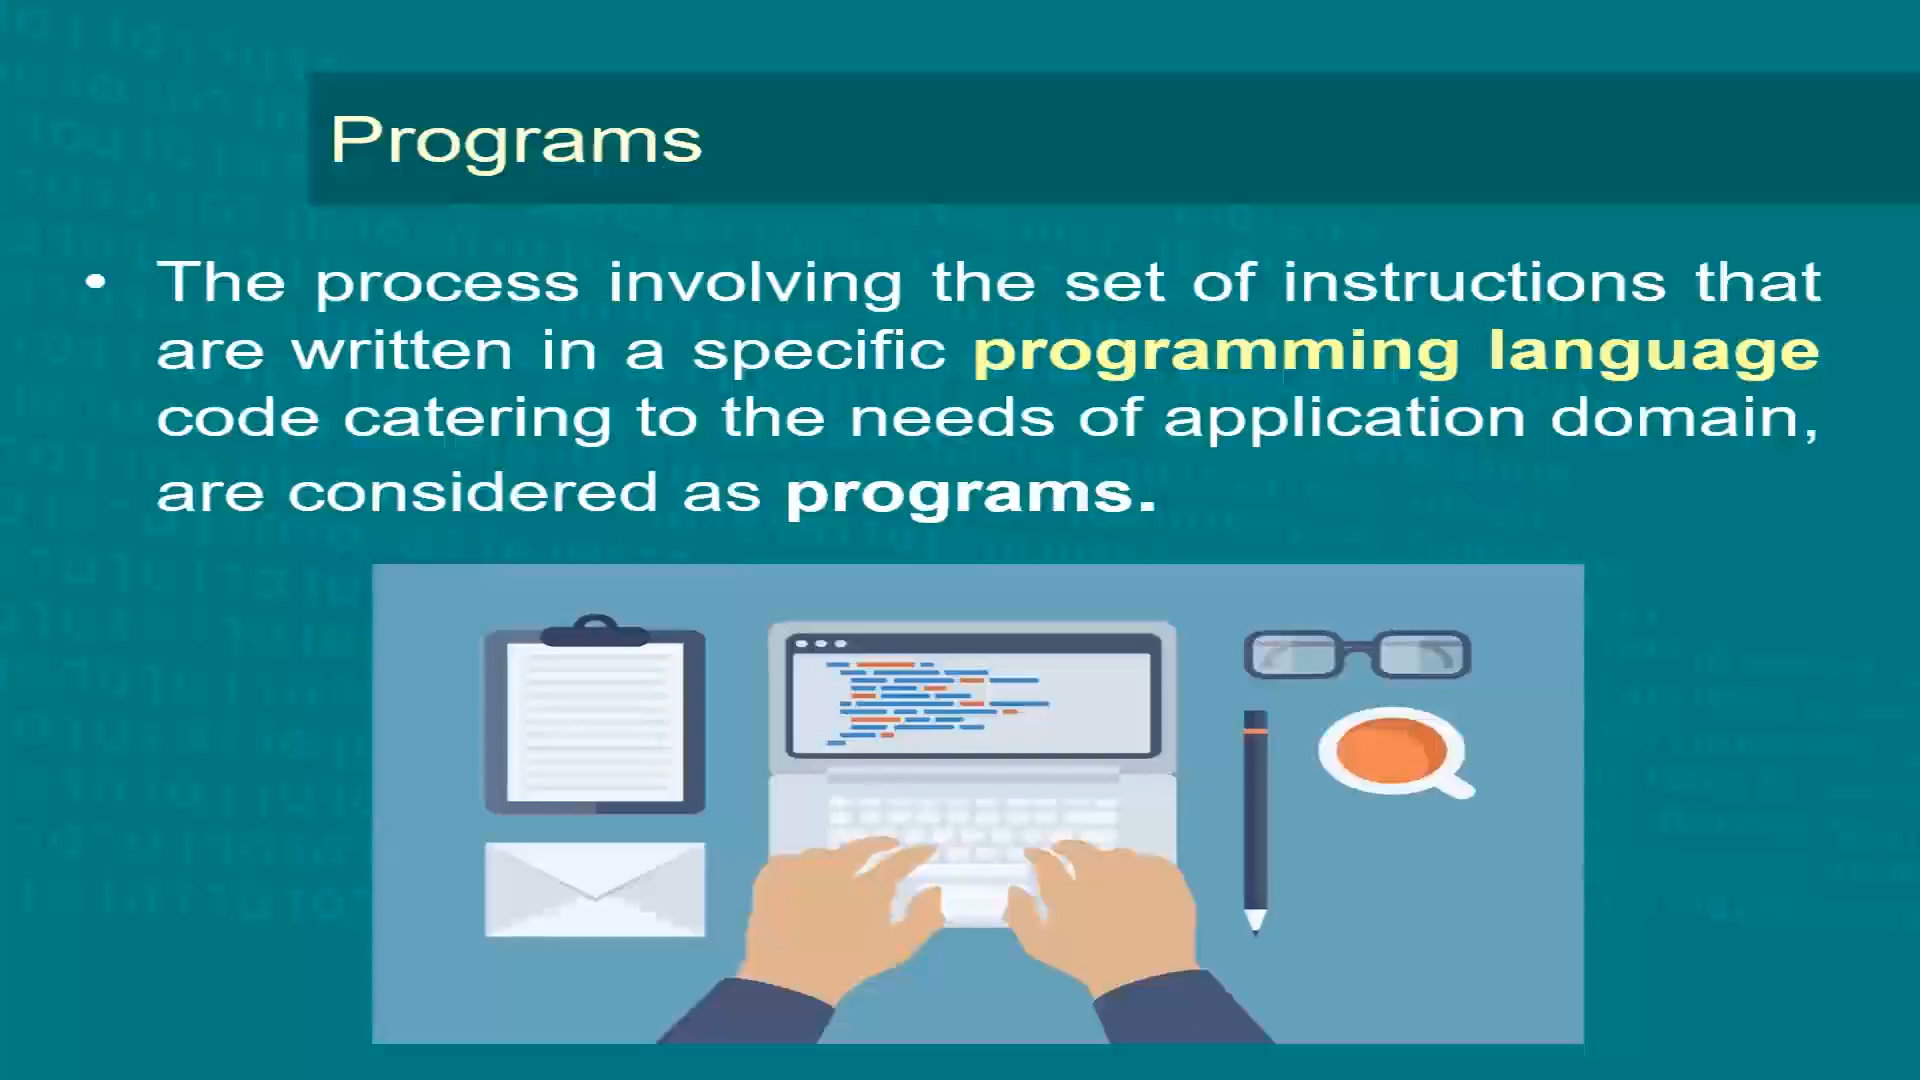 Programs
• The process involving the set of instructions that
are written in a specific programming language
code catering to the needs of application domain,
are considered as programs.